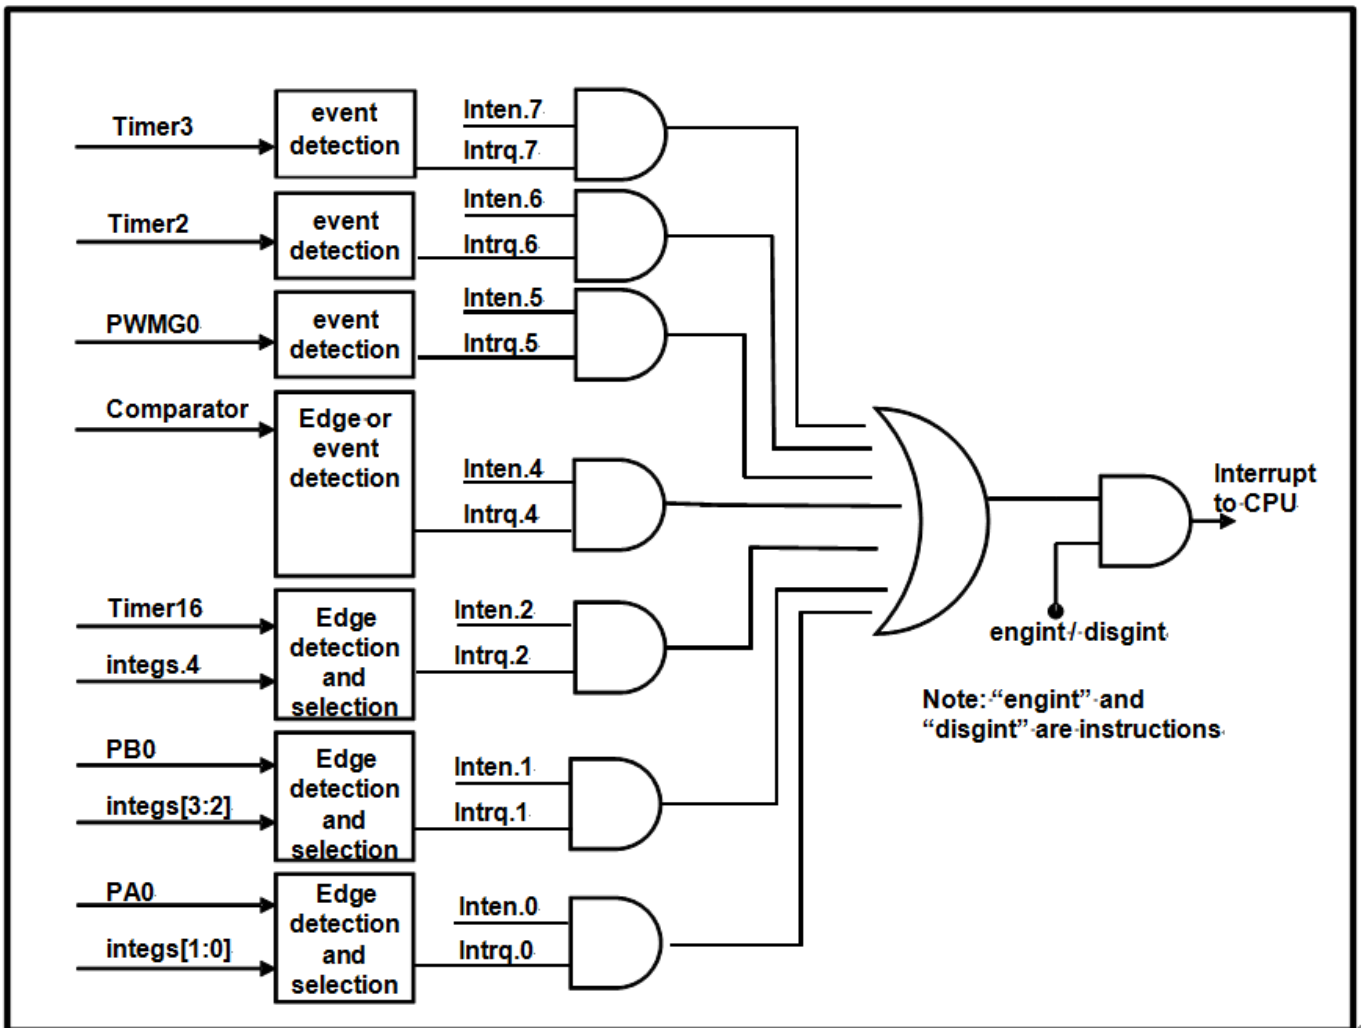 Timer3
event
detection
Inten.7
Intrq.7
Timer2
event
detection
Inten.6
Intrq.6
PWMG0
event
detection
Inten.5
Intrq.5
Comparator
Edge or
event
detection
Inten.4
Intrq.4
Interrupt
to CPU
engint / disgint
Note: “engint” and
“disgint” are instructions
Timer16
integs.4
Edge
detection
and
selection
Inten.2
Intrq.2
PB0
integs[3:2]
Edge
detection
and
selection
Inten.1
Intrq.1
PA0
integs[1:0]
Edge
detection
and
selection
Inten.0
Intrq.0